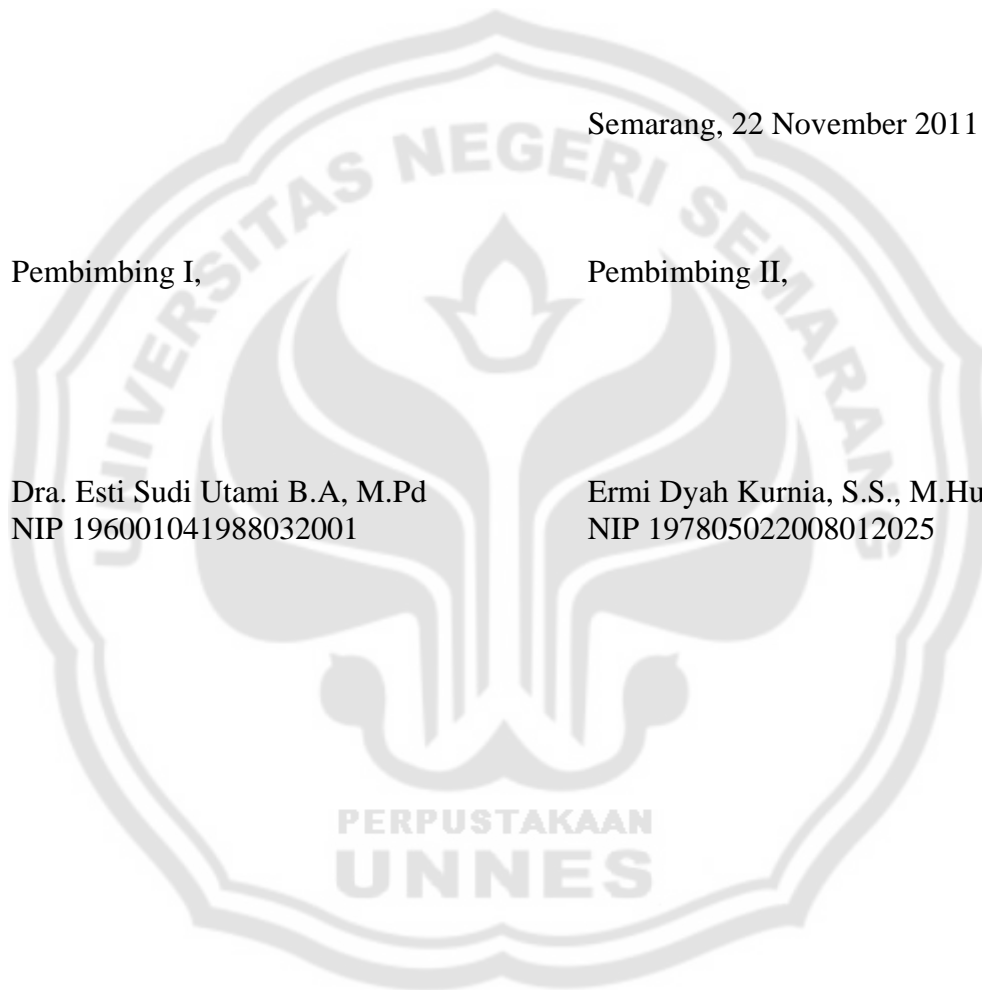 UNIVERSITAS NEGERI SEMARANG
Semarang, 22 November 2011
Pembimbing I,
Pembimbing II,
Dra. Esti Sudi Utami B.A, M.Pd
Ermi Dyah Kurnia, S.S., M.Hu
NIP 196001041988032001
NIP 197805022008012025
PERPUSTAKAAN
UNNES